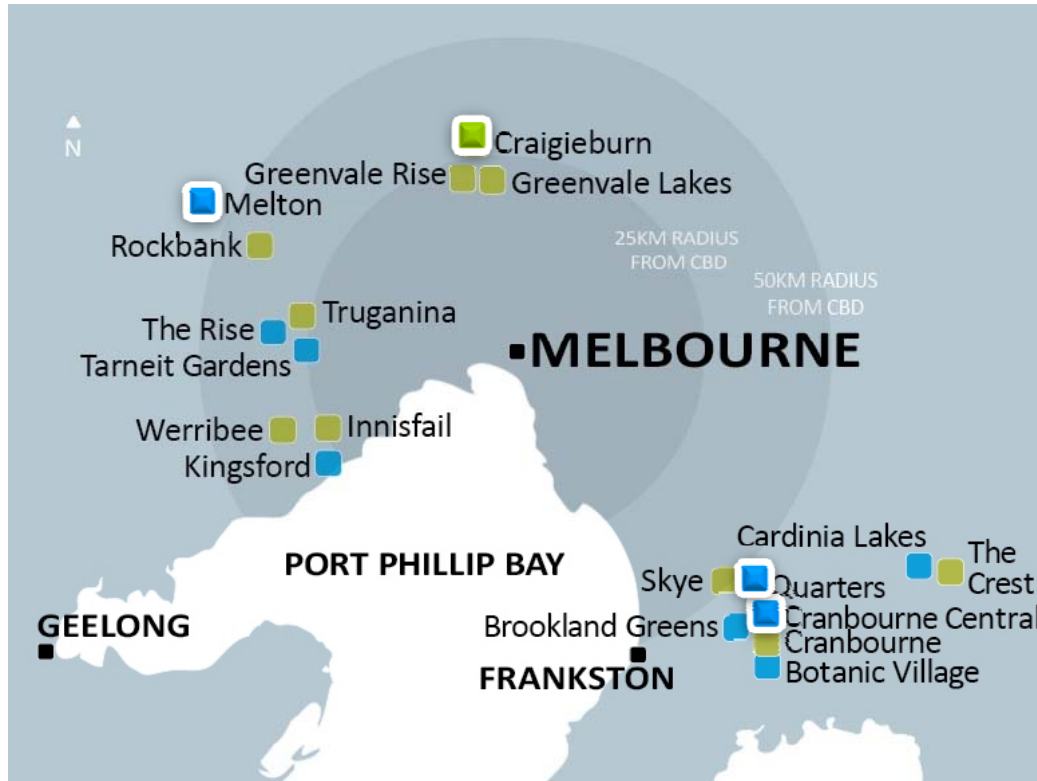 N
Craigieburn
Greenvale Rise
Greenvale Lakes
Melton
Rockbank
25KM RADIUS
FROM CBD
50KM RADIUS
FROM CBD
Truganina
The Rise
Tarneit Gardens
MELBOURNE
Werribee
Innisfail
Kingsford
PORT PHILLIP BAY
Cardinia Lakes
The
Crest
Skye
Quarters
GEELONG
Brookland Greens
Cranbourne Central
Cranbourne
FRANKSTON
Botanic Village